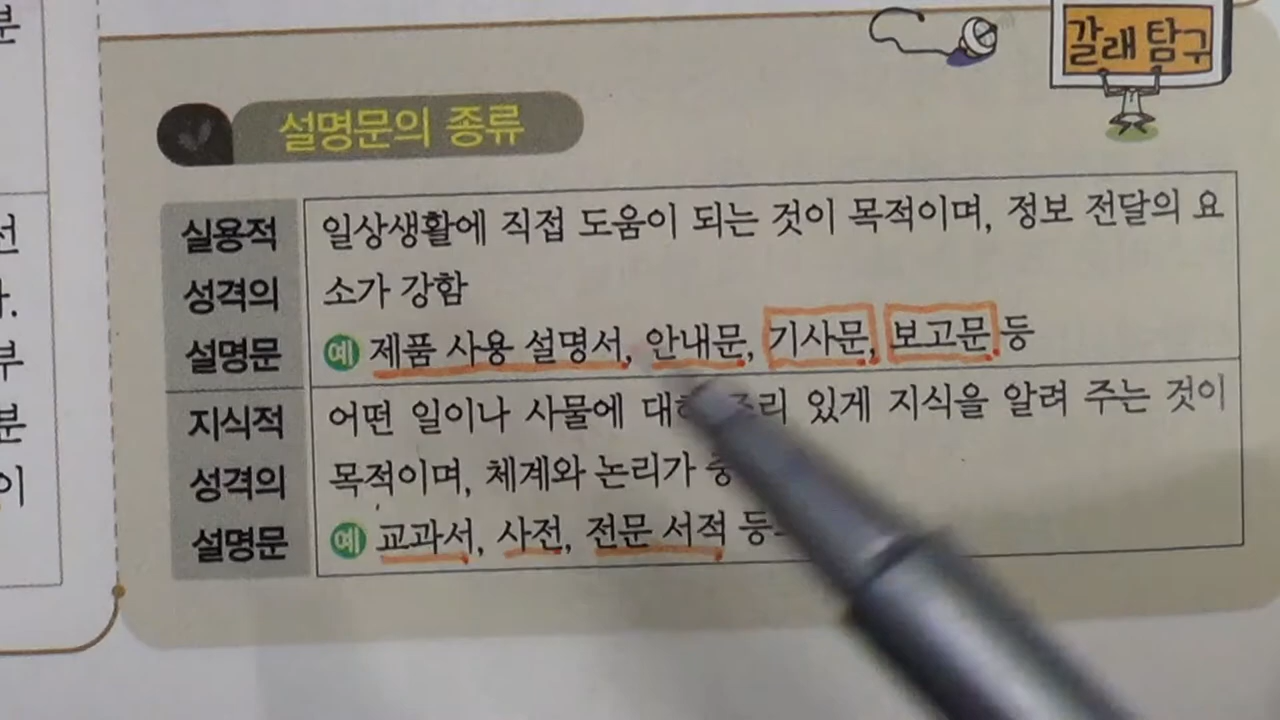 갈래 탐구
설명문의 종류
실용적 성격의 설명문
일상생활에 직접 도움이 되는 것이 목적이며, 정보 전달의 요
소가 강함
예 제품 사용 설명서, 안내문, 기사문, 보고문 등
지식적 성격의 설명문
어떤 일이나 사물에 있게 지식을 알려 주는 것이
목적이며, 체계와 논리가
예 교과서, 사전, 전문 서적 등